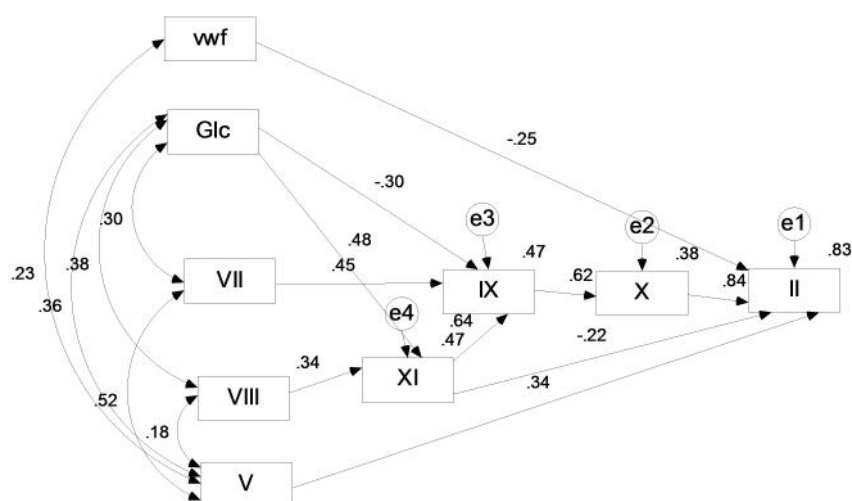 vwf
Glc
-.25
-.30
.30
e3
e2
e1
.48
.47
.38
.83
.23
.38
.45
.36
VII
IX
.62
X
.84
II
e4
.64
.47
-.22
.34
XI
.34
VIII
.52
.18
V